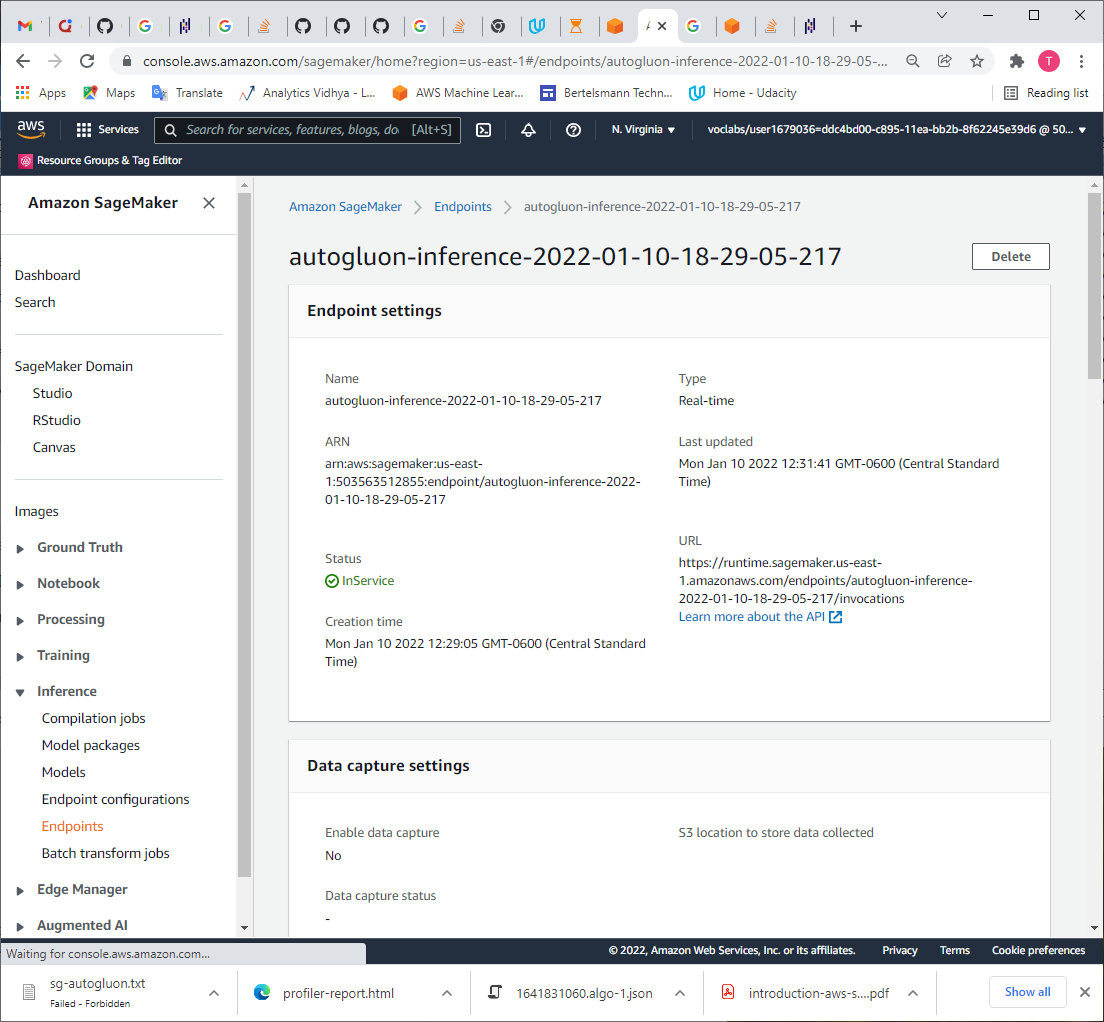 console.aws.amazon.com/sagemaker/home?region=us-east-1#/endpoints/autogluon-inference-2022-01-10-18-29-05-...
T
Apps
Maps
Translate
Analytics Vidhya - L...
AWS Machine Lear...
Bertelsmann Techn...
Home - Udacity
Reading list
aws
Services
Search for services, features, blogs, do
[Alt+S]
N. Virginia
voclabs/user1679036=ddc4bd00-c895-11ea-bb2b-8f62245e39d6 @ 50...
Resource Groups & Tag Editor
Amazon SageMaker
Dashboard
Search
SageMaker Domain
Studio
RStudio
Canvas
Images
Ground Truth
Notebook
Processing
Training
Inference
Compilation jobs
Model packages
Models
Endpoint configurations
Endpoints
Batch transform jobs
Edge Manager
Augmented AI
Amazon SageMaker
Endpoints
autogluon-inference-2022-01-10-18-29-05-217
autogluon-inference-2022-01-10-18-29-05-217
Delete
Endpoint settings
Name
autogluon-inference-2022-01-10-18-29-05-217
ARN
arn:aws:sagemaker:us-east-
1:503563512855:endpoint/autogluon-inference-2022-
01-10-18-29-05-217
Status
InService
Creation time
Mon Jan 10 2022 12:29:05 GMT-0600 (Central Standard
Time)
Type
Real-time
Last updated
Mon Jan 10 2022 12:31:41 GMT-0600 (Central Standard
Time)
URL
https://runtime.sagemaker.us-east-
1.amazonaws.com/endpoints/autogluon-inference-
2022-01-10-18-29-05-217/invocations
Learn more about the API
Data capture settings
Enable data capture
No
Data capture status
-
S3 location to store data collected
Waiting for console.aws.amazon.com...
© 2022, Amazon Web Services, Inc. or its affiliates.
Privacy
Terms
Cookie preferences
sg-autogluon.txt
Failed - Forbidden
profiler-report.html
1641831060.algo-1.json
introduction-aws-s....pdf
Show all